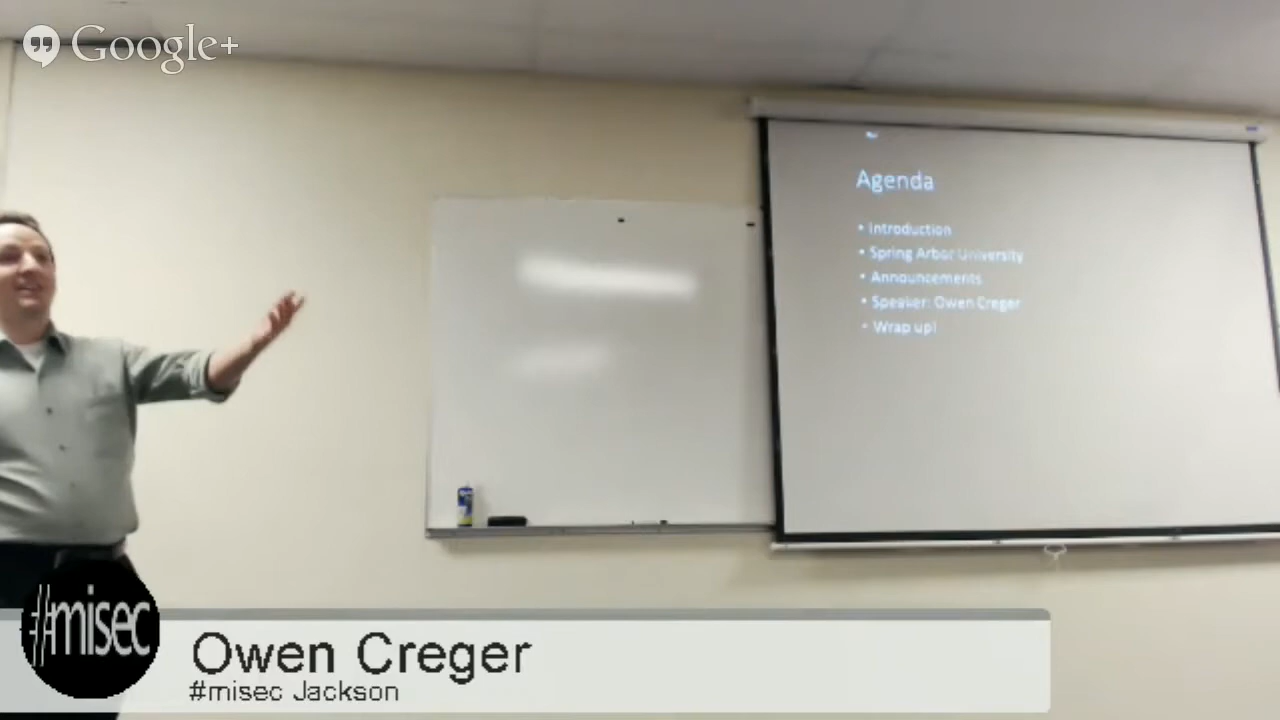 Google+
Agenda
• Introduction
• Spring Arbor University
• Announcements
• Speaker: Owen Creger
• Wrap up!
#misec
Owen Creger
#misec Jackson